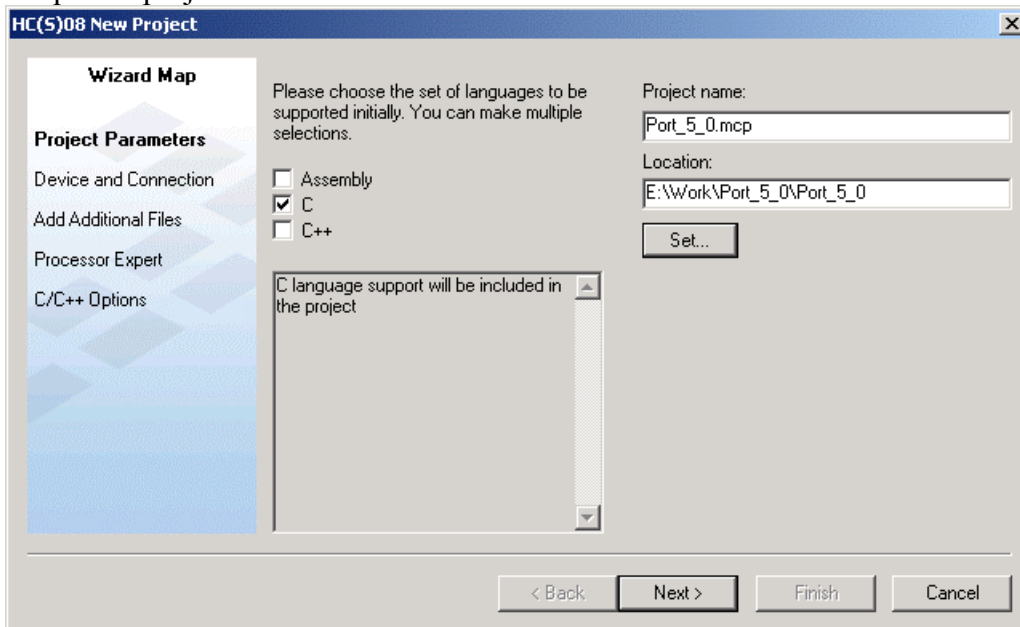 HC(S)08 New Project
Wizard Map
Project Parameters
Device and Connection
Add Additional Files
Processor Expert
C/C++ Options
Please choose the set of languages to be
supported initially. You can make multiple
selections.
Assembly
C
C++
C language support will be included in
the project
Project name:
Port_5_0.mcp
Location:
E:\Work\Port_5_0\Port_5_0
Set...
< Back
Next >
Finish
Cancel